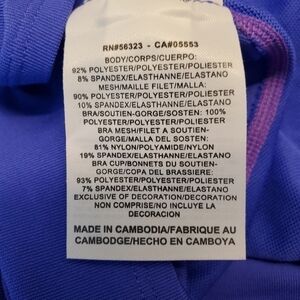 RN#56323 - CA#05553
BODY/CORPS/CUERPO:
92% POLYESTER/POLYESTER/POLIESTER
8% SPANDEX/ELASTHANNE/ELASTANO
MESH/MAILLE FILET/MALLA:
90% POLYESTER/POLYESTER/POLIESTER
10% SPANDEX/ELASTHANNE/ELASTANO
BRA/SOUTIEN-GORGE/SOSTEN: 100%
POLYESTER/POLYESTER/POLIESTER
BRA MESH/FILET A SOUTIEN-
GORGE/MALLA DEL SOSTEN:
81% NYLON/POLYAMIDE/NYLON
19% SPANDEX/ELASTHANNE/ELASTANO
BRA CUP/BONNETS DU SOUTIEN-
GORGE/COPA DEL BRASSIERE:
93% POLYESTER/POLYESTER/POLIESTER
7% SPANDEX/ELASTHANNE/ELASTANO
EXCLUSIVE OF DECORATION/DECORATION
NON COMPRISE/NO INCLUYE LA
DECORACION
MADE IN CAMBODIA/FABRIQUE AU
CAMBODGE/HECHO EN CAMBOYA